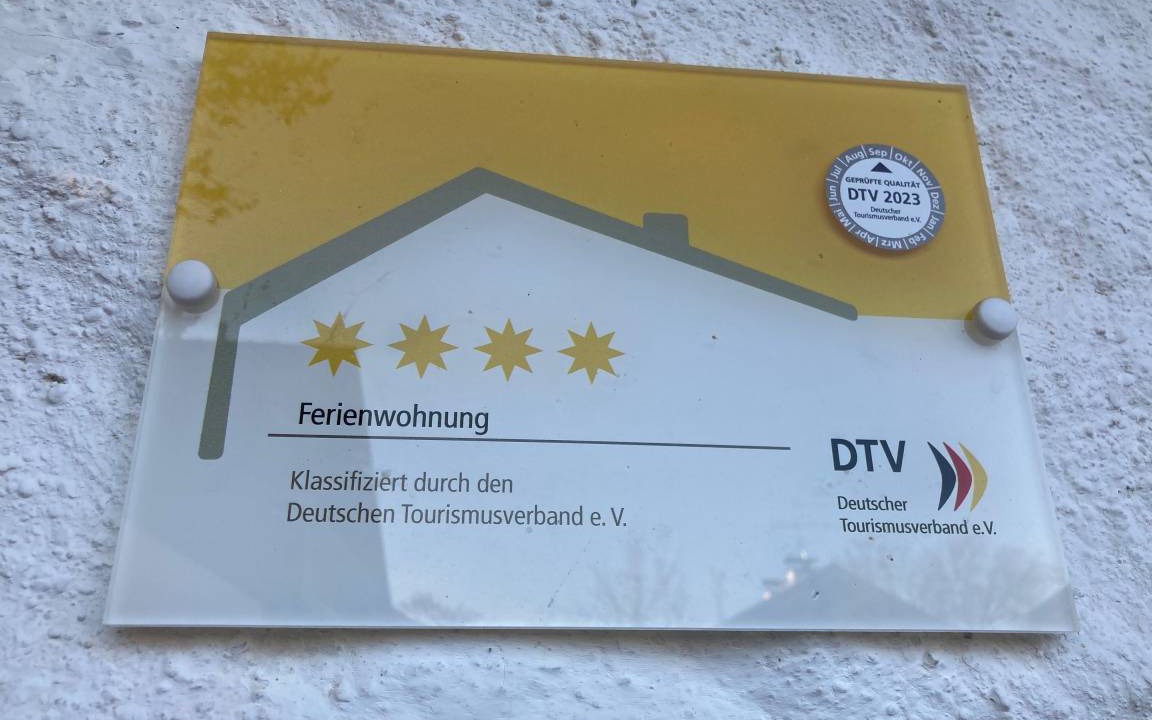 Aug Sep Okt Nov Dez Jan Feb Mrz Apr Mai Jun Jul
GEPRÜFTE QUALITÄT
DTV 2023
Deutscher
Tourismusverband e.V.
Ferienwohnung
Klassifiziert durch den
Deutschen Tourismusverband e. V.
DTV
Deutscher
Tourismusverband e.V.